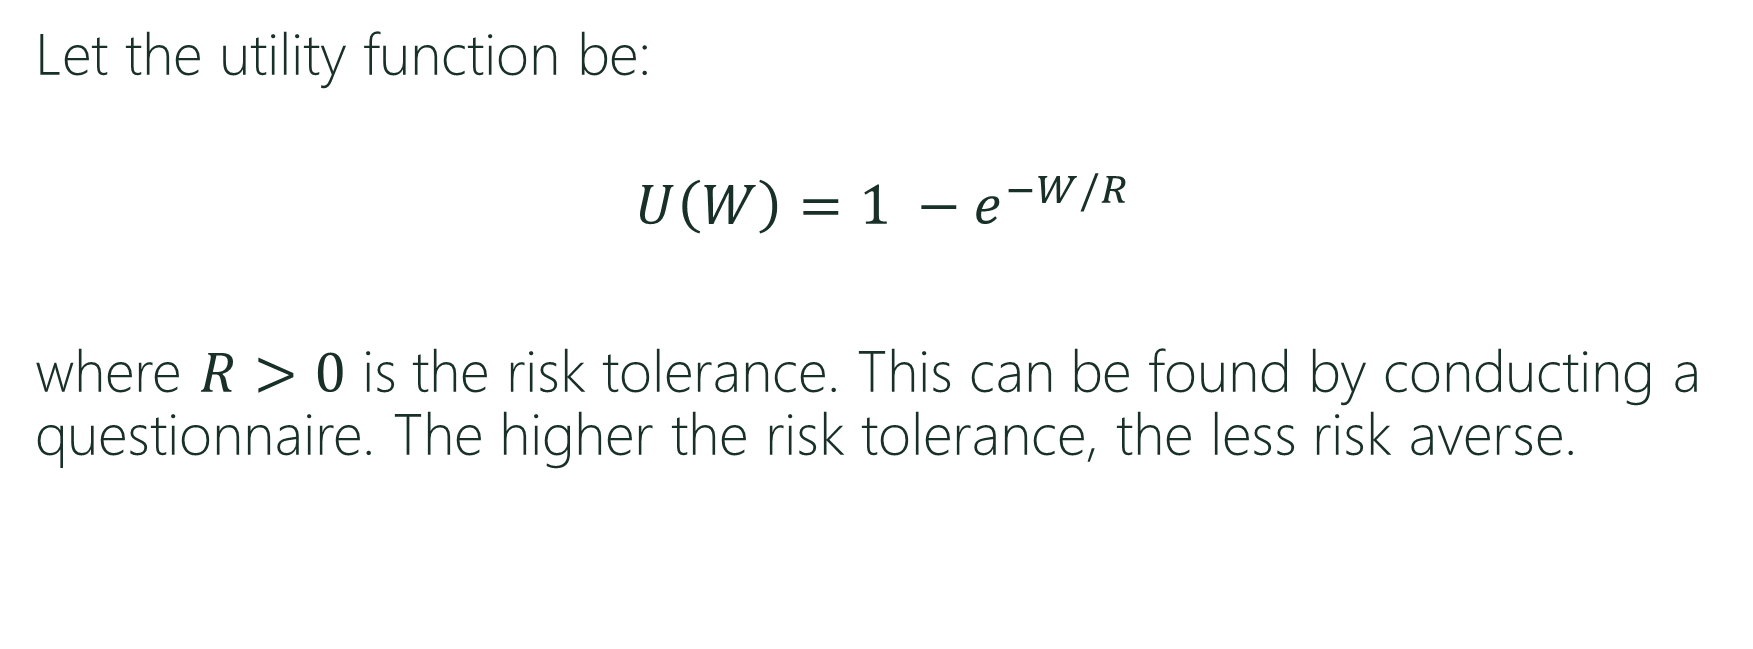 Let the utility function be:
U(W) = 1 − e^{−W/R}
where R > 0 is the risk tolerance. This can be found by conducting a
questionnaire. The higher the risk tolerance, the less risk averse.